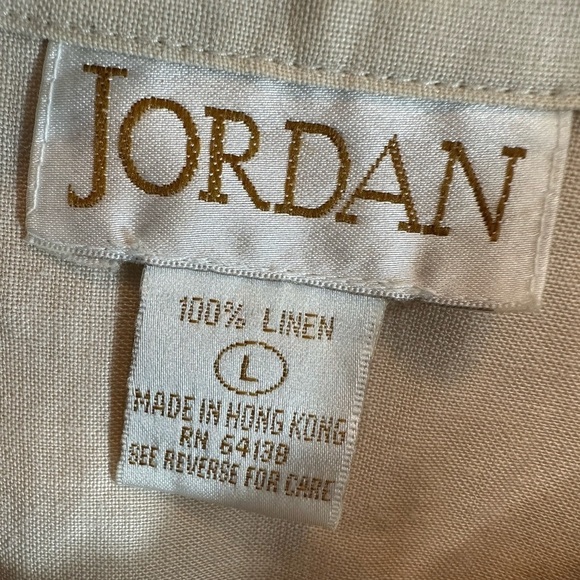 JORDAN
100% LINEN
L
MADE IN HONG KONG
RN 64138
SEE REVERSE FOR CARE